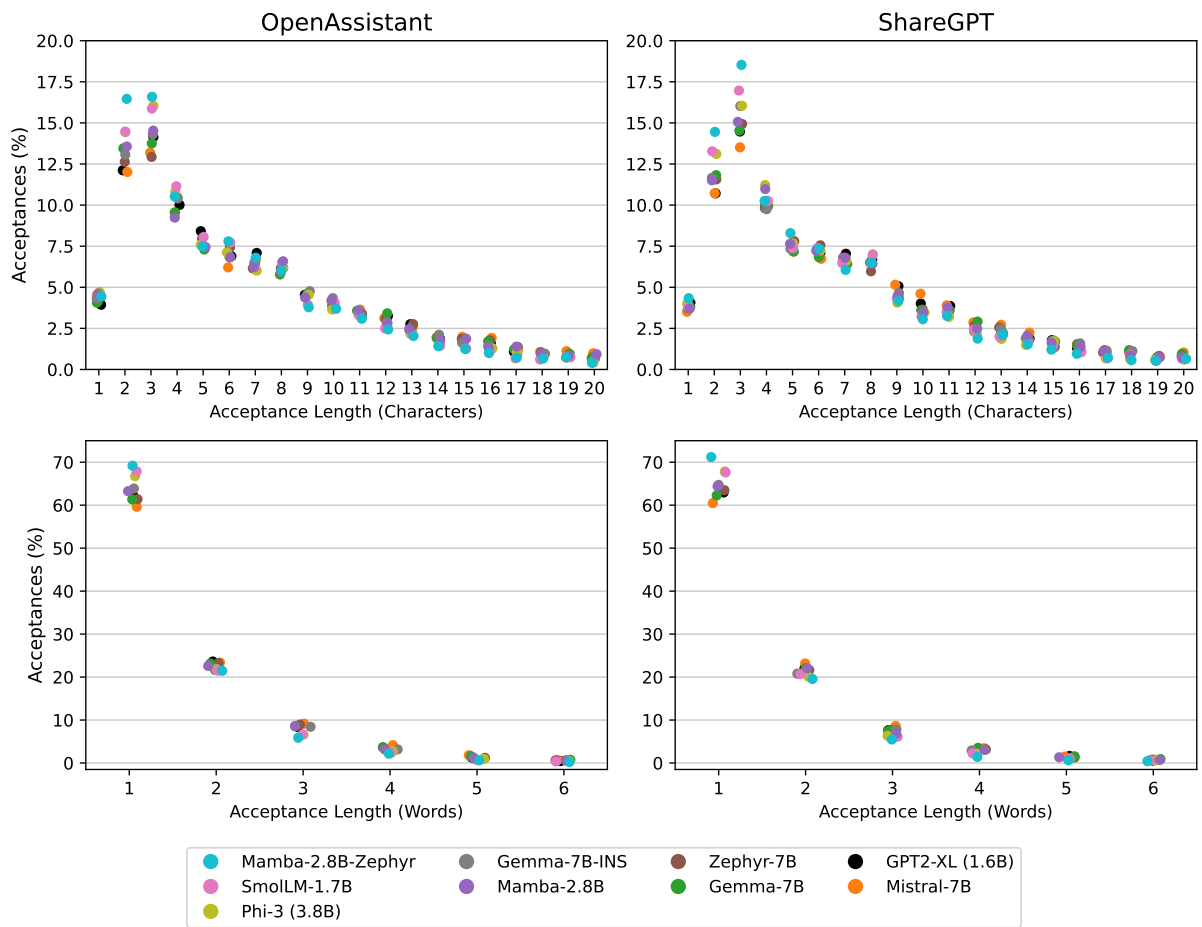 OpenAssistant
ShareGPT
20.0
17.5
15.0
12.5
10.0
7.5
5.0
2.5
0.0
Acceptances (%)
1 2 3 4 5 6 7 8 9 10 11 12 13 14 15 16 17 18 19 20
Acceptance Length (Characters)
20.0
17.5
15.0
12.5
10.0
7.5
5.0
2.5
0.0
1 2 3 4 5 6 7 8 9 10 11 12 13 14 15 16 17 18 19 20
Acceptance Length (Characters)
70
60
50
40
30
20
10
0
Acceptances (%)
1 2 3 4 5 6
Acceptance Length (Words)
70
60
50
40
30
20
10
0
1 2 3 4 5 6
Acceptance Length (Words)
Mamba-2.8B-Zephyr Gemma-7B-INS Zephyr-7B GPT2-XL (1.6B)
SmolLM-1.7B Mamba-2.8B Gemma-7B Mistral-7B
Phi-3 (3.8B)